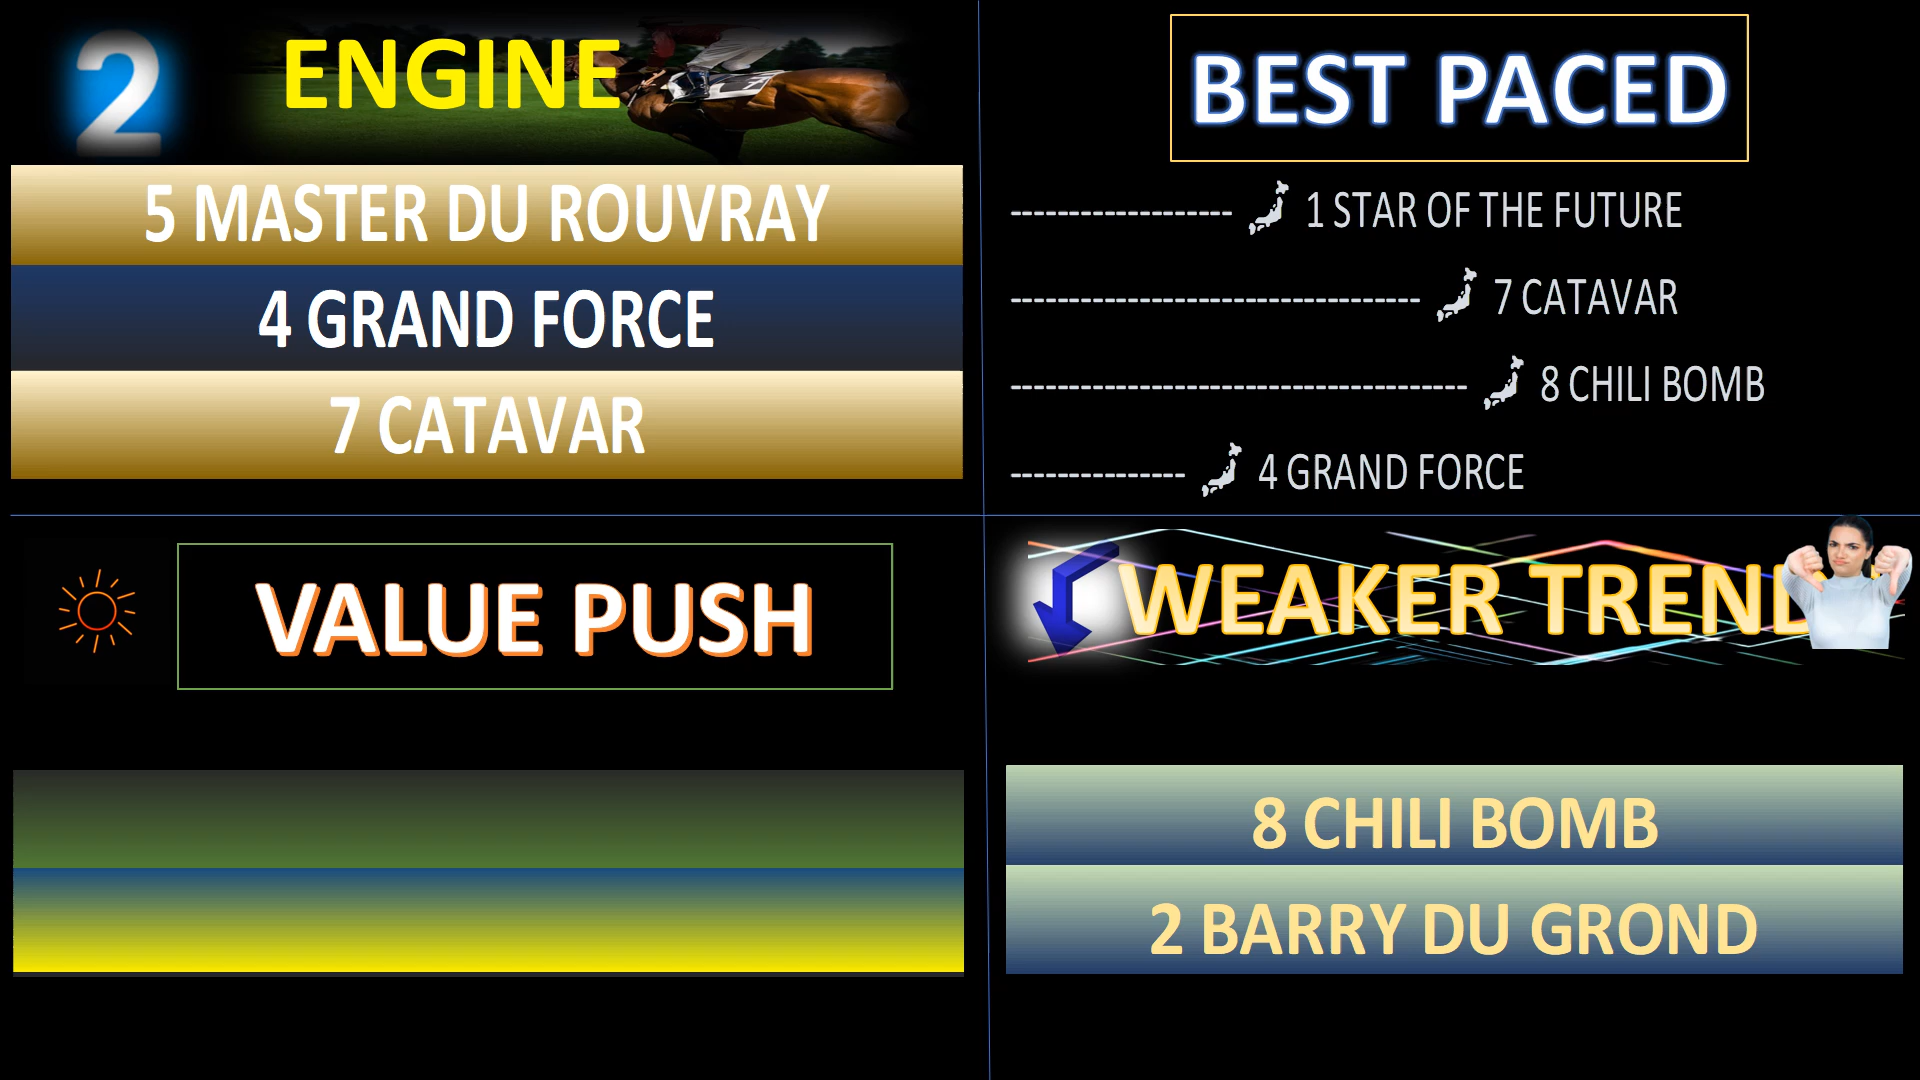 2
ENGINE
5 MASTER DU ROUVRAY
4 GRAND FORCE
7 CATAVAR
BEST PACED
------------------- 1 STAR OF THE FUTURE
----------------------------------- 7 CATAVAR
--------------------------------------- 8 CHILI BOMB
--------------- 4 GRAND FORCE
VALUE PUSH
WEAKER TREND
8 CHILI BOMB
2 BARRY DU GROND